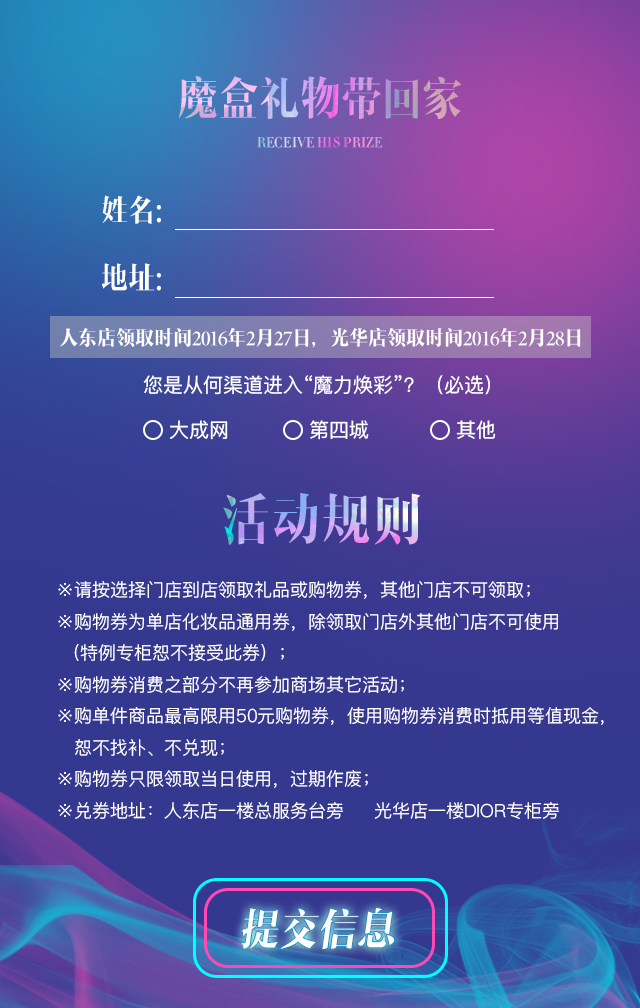 魔盒礼物带回家
RECEIVE HIS PRIZE
姓名:
地址:
人东店领取时间2016年2月27日，光华店领取时间2016年2月28日
您是从何渠道进入“魔力焕彩”？（必选）
大成网 第四城 其他
活动规则
※请按选择门店到店领取礼品或购物券，其他门店不可领取；
※购物券为单店化妆品通用券，除领取门店外其他门店不可使用
（特例专柜恕不接受此券）；
※购物券消费之部分不再参加商场其它活动；
※购单件商品最高限用50元购物券，使用购物券消费时抵用等值现金，
恕不找补、不兑现；
※购物券只限领取当日使用，过期作废；
※兑券地址：人东店一楼总服务台旁 光华店一楼DIOR专柜旁
提交信息